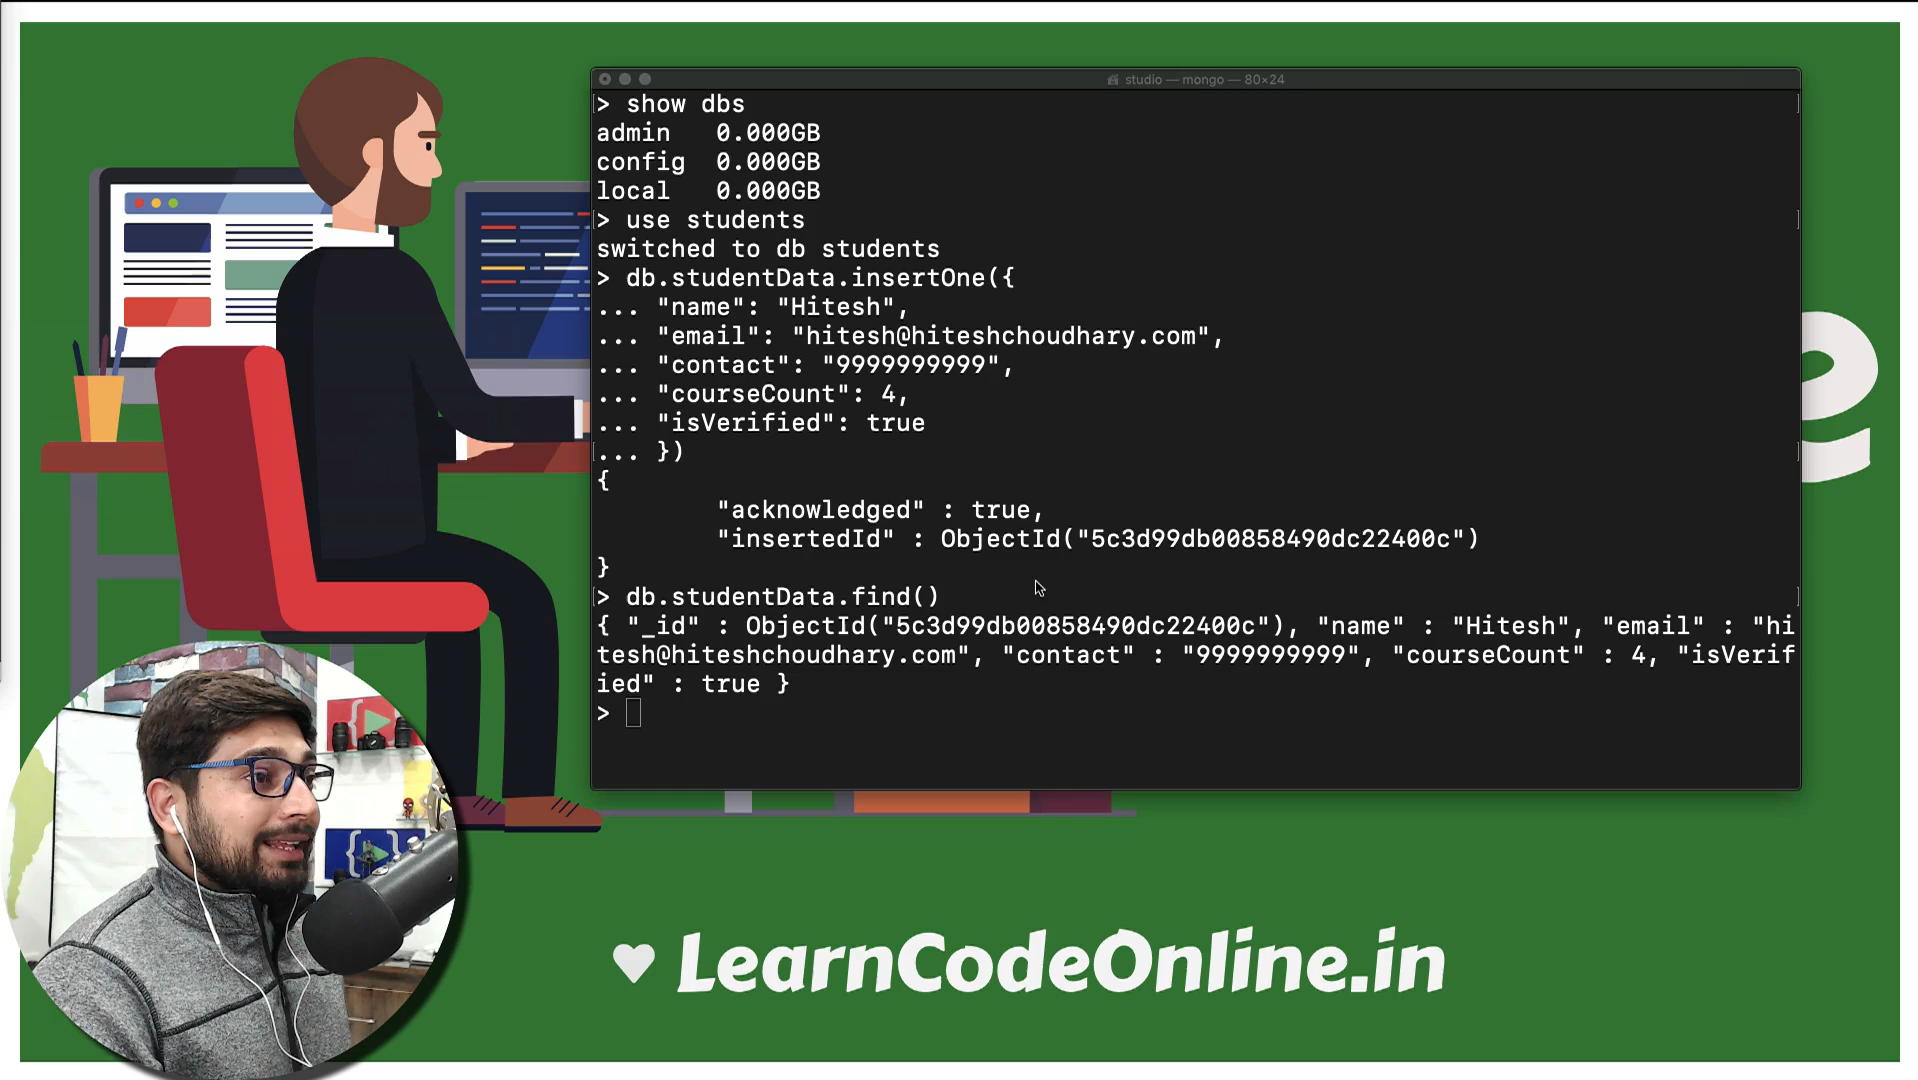 studio — mongo — 80×24
> show dbs
admin   0.000GB
config  0.000GB
local   0.000GB
> use students
switched to db students
> db.studentData.insertOne({
... "name": "Hitesh",
... "email": "hitesh@hiteshchoudhary.com",
... "contact": "9999999999",
... "courseCount": 4,
... "isVerified": true
... })
{
        "acknowledged" : true,
        "insertedId" : ObjectId("5c3d99db00858490dc22400c")
}
> db.studentData.find()
{ "_id" : ObjectId("5c3d99db00858490dc22400c"), "name" : "Hitesh", "email" : "hi
tesh@hiteshchoudhary.com", "contact" : "9999999999", "courseCount" : 4, "isVerif
ied" : true }
>
e
♥ LearnCodeOnline.in